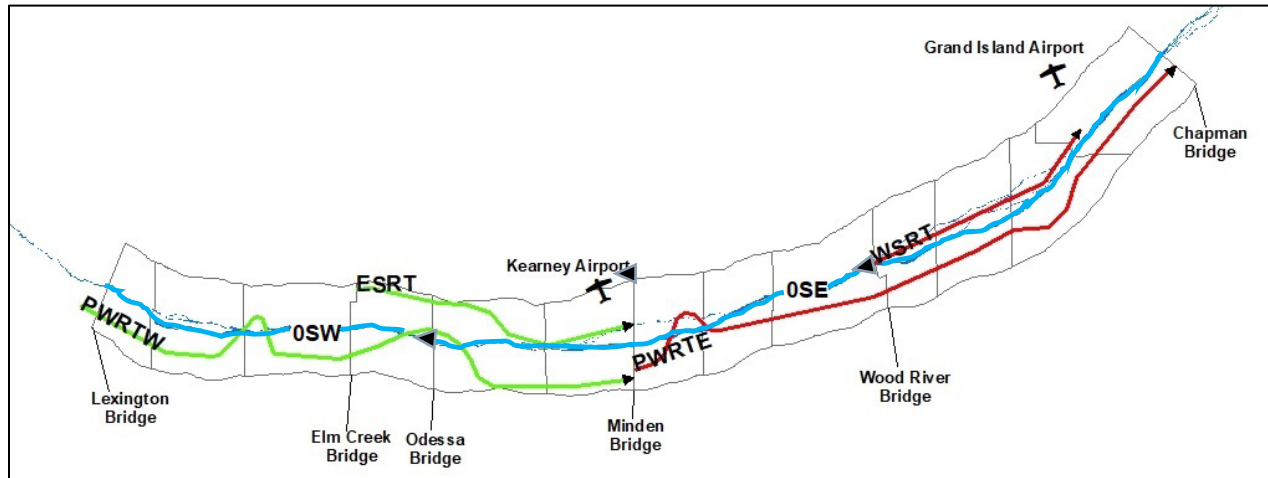 Grand Island Airport
Chapman
Bridge
WSRT
Kearney Airport
ESRT
0SE
PWRTW
0SW
PWRTE
Wood River
Bridge
Lexington
Bridge
Elm Creek
Bridge
Odessa
Bridge
Minden
Bridge